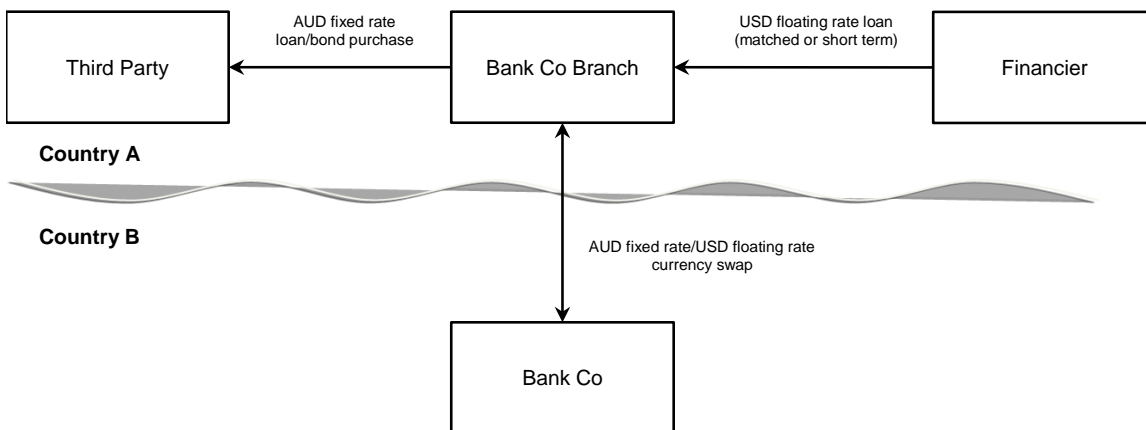 AUD fixed rate
loan/bond purchase
USD floating rate loan
(matched or short term)
Third Party
Bank Co Branch
Financier
Country A
Country B
AUD fixed rate/USD floating rate
currency swap
Bank Co